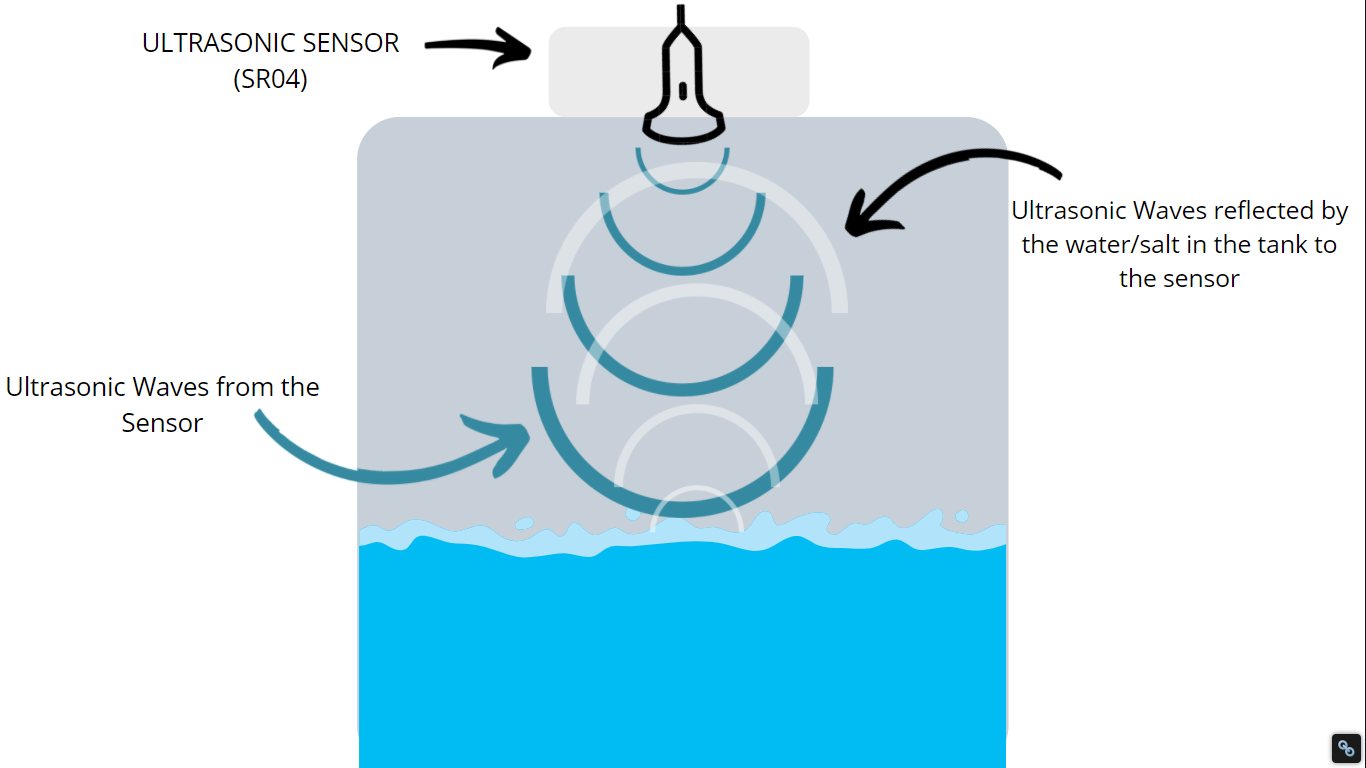 ULTRASONIC SENSOR
(SR04)
Ultrasonic Waves reflected by
the water/salt in the tank to
the sensor
Ultrasonic Waves from the
Sensor